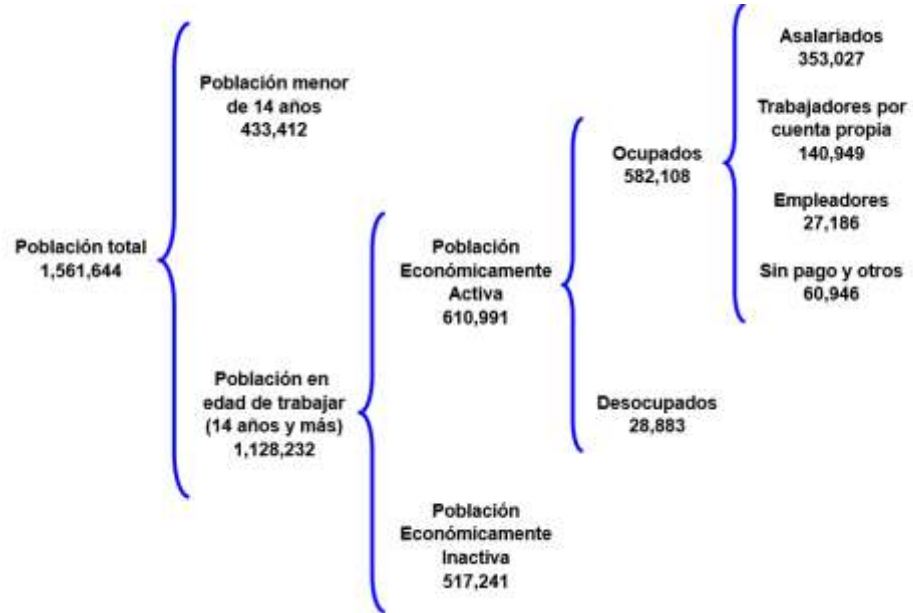 Población total
1,561,644
Población menor
de 14 años
433,412
Población en
edad de trabajar
(14 años y más)
1,128,232
Población
Económicamente
Activa
610,991
Población
Económicamente
Inactiva
517,241
Ocupados
582,108
Desocupados
28,883
Asalariados
353,027
Trabajadores por
cuenta propia
140,949
Empleadores
27,186
Sin pago y otros
60,946